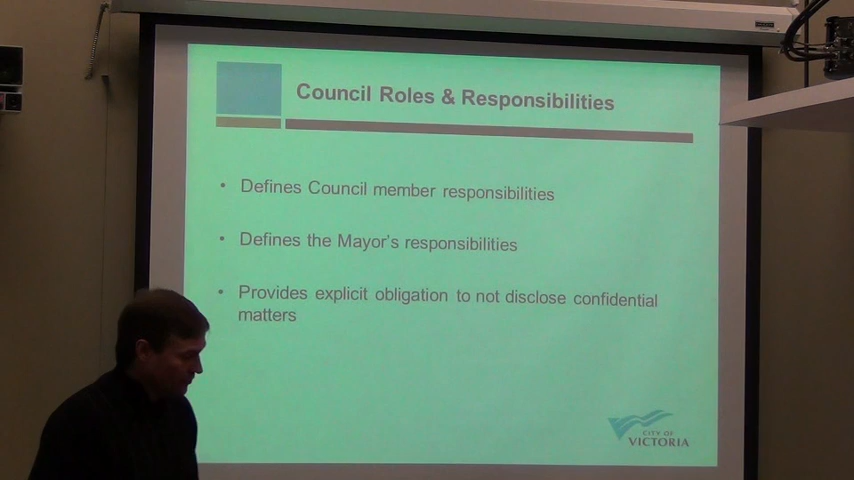 Council Roles & Responsibilities
• Defines Council member responsibilities
• Defines the Mayor's responsibilities
• Provides explicit obligation to not disclose confidential
matters
CITY OF
VICTORIA